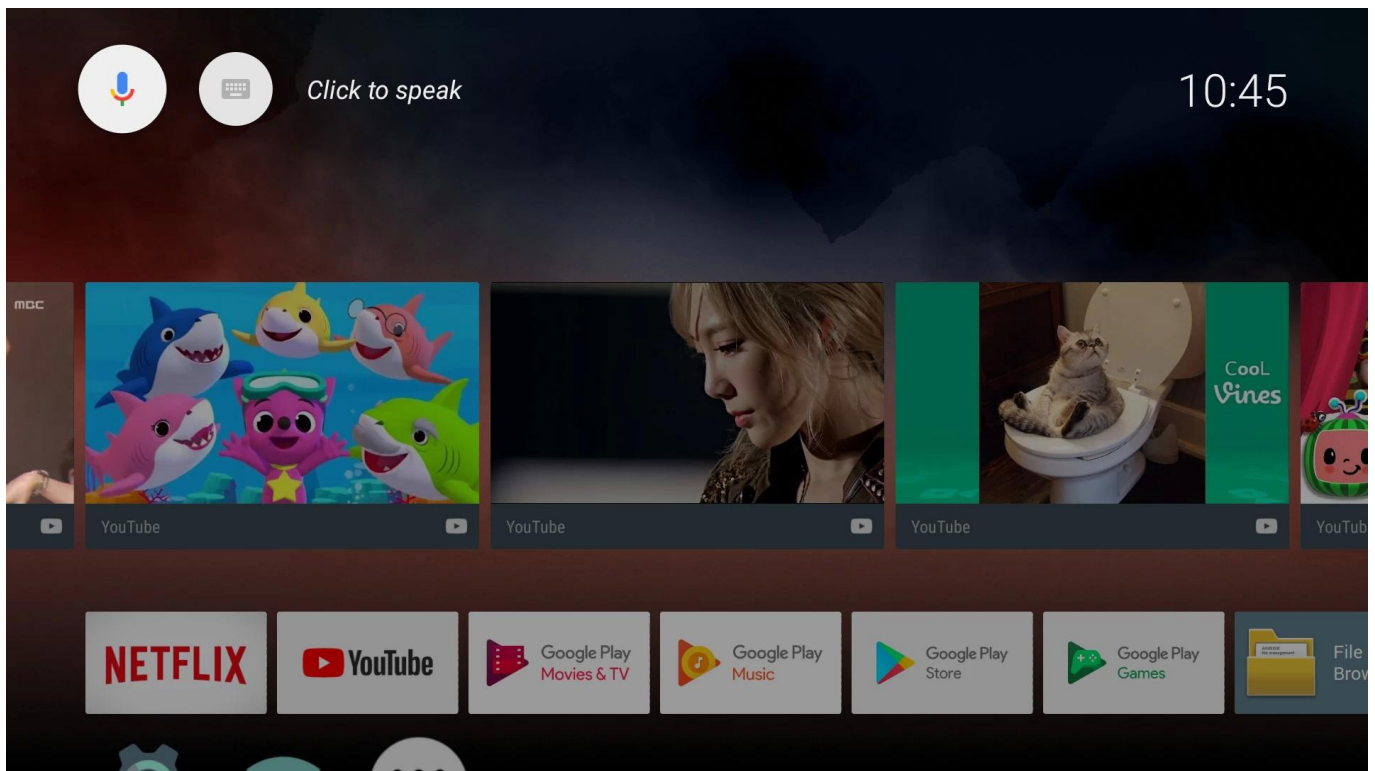 Click to speak
10:45
mbc
CooL
Vines
YouTube
YouTube
YouTube
YouTub
NETFLIX
YouTube
Google Play
Movies & TV
Google Play
Music
Google Play
Store
Google Play
Games
File
Brow